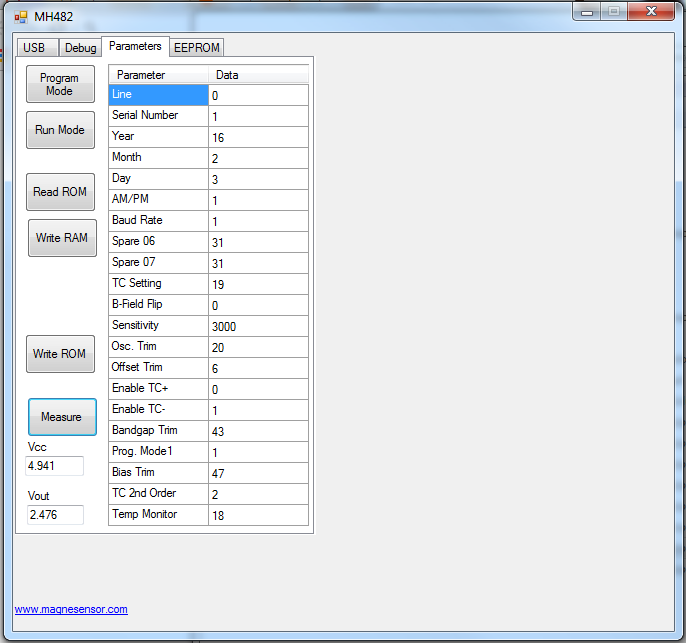 MH482
USB Debug Parameters EEPROM
Program
Mode
Run Mode
Read ROM
Write RAM
Write ROM
Measure
Vcc
4.941
Vout
2.476
Parameter Data
Line 0
Serial Number 1
Year 16
Month 2
Day 3
AM/PM 1
Baud Rate 1
Spare 06 31
Spare 07 31
TC Setting 19
B-Field Flip 0
Sensitivity 3000
Osc. Trim 20
Offset Trim 6
Enable TC+ 0
Enable TC- 1
Bandgap Trim 43
Prog. Mode1 1
Bias Trim 47
TC 2nd Order 2
Temp Monitor 18
www.magnesensor.com